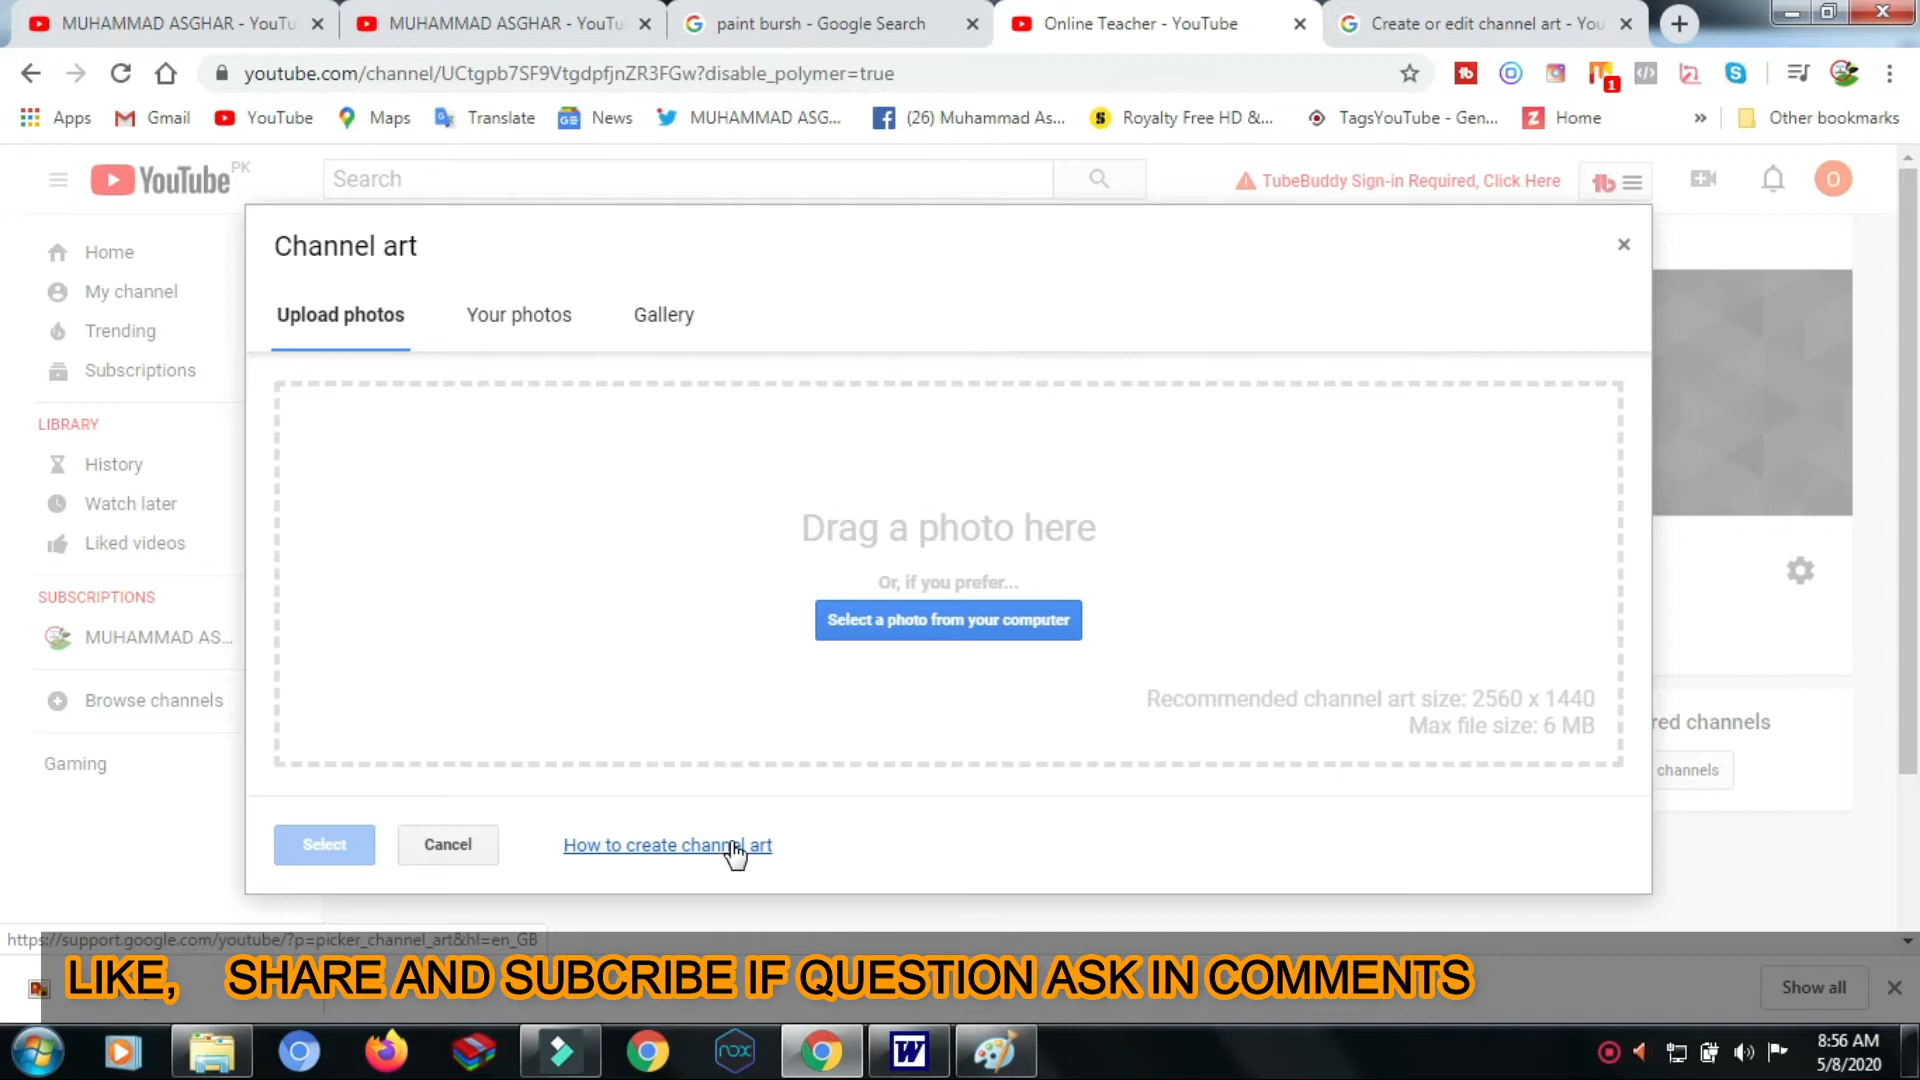 MUHAMMAD ASGHAR - YouTu
MUHAMMAD ASGHAR - YouTu
paint bursh - Google Search
Online Teacher - YouTube
Create or edit channel art - You
youtube.com/channel/UCtgpb7SF9VtgdpfjnZR3FGw?disable_polymer=true
1
Apps
Gmail
YouTube
Maps
Translate
News
MUHAMMAD ASG...
(26) Muhammad As...
Royalty Free HD &...
TagsYouTube - Gen...
Home
»
Other bookmarks
YouTube PK
Search
TubeBuddy Sign-in Required, Click Here
O
Home
My channel
Trending
Subscriptions
LIBRARY
History
Watch later
Liked videos
SUBSCRIPTIONS
MUHAMMAD AS...
Browse channels
Gaming
Channel art
Upload photos
Your photos
Gallery
Drag a photo here
Or, if you prefer...
Select a photo from your computer
Recommended channel art size: 2560 x 1440
Max file size: 6 MB
Select
Cancel
How to create channel art
red channels
channels
https://support.google.com/youtube/?p=picker_channel_art&hl=en_GB
LIKE, SHARE AND SUBCRIBE IF QUESTION ASK IN COMMENTS
Show all
nox
W
8:56 AM
5/8/2020